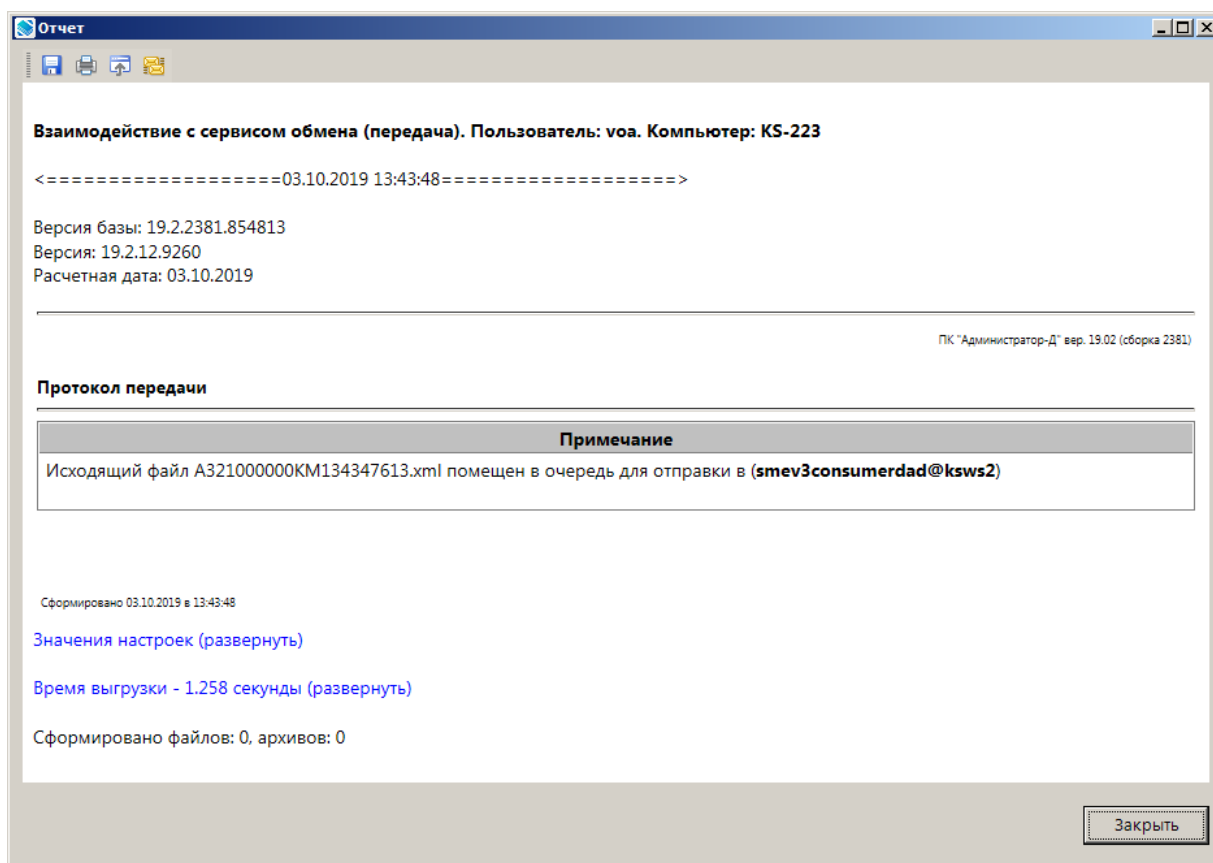 Отчет
Взаимодействие с сервисом обмена (передача). Пользователь: voa. Компьютер: KS-223
<===================03.10.2019 13:43:48===================>
Версия базы: 19.2.2381.854813
Версия: 19.2.12.9260
Расчетная дата: 03.10.2019
ПК "Администратор-Д" вер. 19.02 (сборка 2381)
Протокол передачи
Примечание
Исходящий файл A321000000KM134347613.xml помещен в очередь для отправки в (smev3consumerdad@ksws2)
Сформировано 03.10.2019 в 13:43:48
Значения настроек (развернуть)
Время выгрузки - 1.258 секунды (развернуть)
Сформировано файлов: 0, архивов: 0
Закрыть